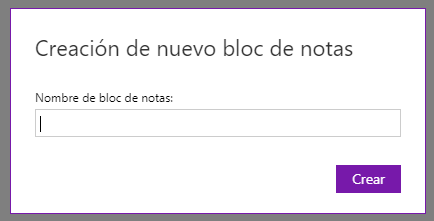 Creación de nuevo bloc de notas
Nombre de bloc de notas:
Crear